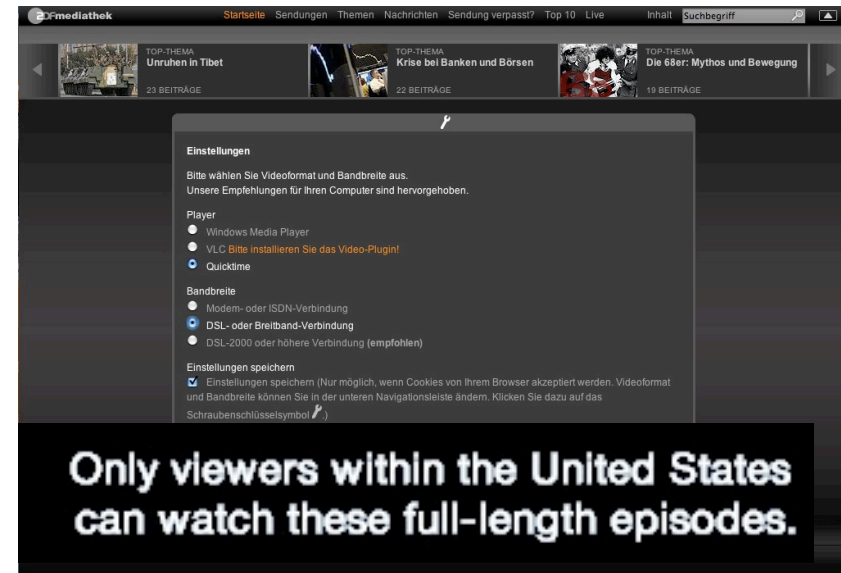 ZDFmediathek Startseite Sendungen Themen Nachrichten Sendung verpasst? Top 10 Live Inhalt Suchbegriff
TOP-THEMA
Unruhen in Tibet
23 BEITRÄGE
TOP-THEMA
Krise bei Banken und Börsen
22 BEITRÄGE
TOP-THEMA
Die 68er: Mythos und Bewegung
19 BEITRÄGE
Einstellungen
Bitte wählen Sie Videoformat und Bandbreite aus.
Unsere Empfehlungen für Ihren Computer sind hervorgehoben.
Player
Windows Media Player
VLC Bitte installieren Sie das Video-Plugin!
Quicktime
Bandbreite
Modem- oder ISDN-Verbindung
DSL- oder Breitband-Verbindung
DSL-2000 oder höhere Verbindung (empfohlen)
Einstellungen speichern
Einstellungen speichern (Nur möglich, wenn Cookies von Ihrem Browser akzeptiert werden. Videoformat
und Bandbreite können Sie in der unteren Navigationsleiste ändern. Klicken Sie dazu auf das
Schraubenschlüsselsymbol .)
Only viewers within the United States
can watch these full-length episodes.